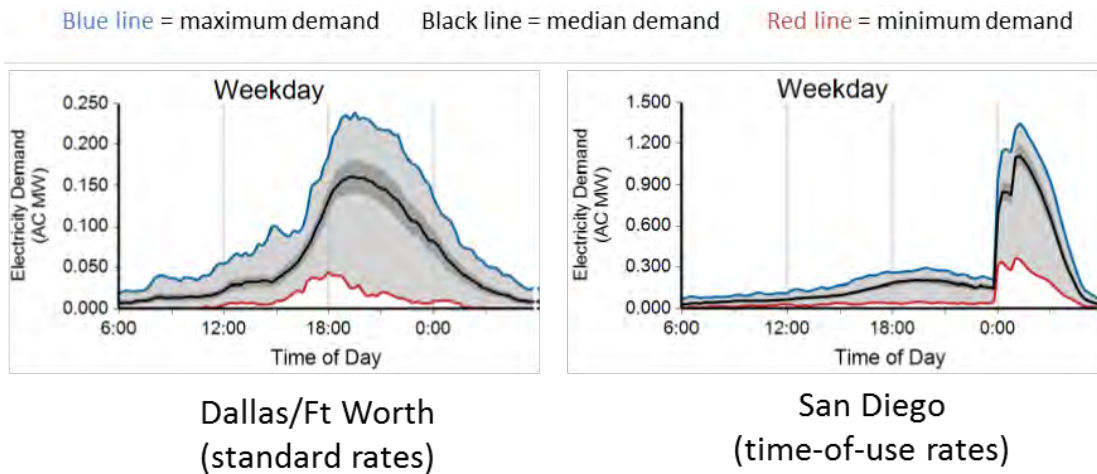 Blue line = maximum demand Black line = median demand Red line = minimum demand
Weekday
0.250
0.200
0.150
0.100
0.050
0.000
Electricity Demand
(AC MW)
6:00 12:00 18:00 0:00
Time of Day
Dallas/Ft Worth
(standard rates)
Weekday
1.500
1.200
0.900
0.600
0.300
0.000
Electricity Demand
(AC MW)
6:00 12:00 18:00 0:00
Time of Day
San Diego
(time-of-use rates)